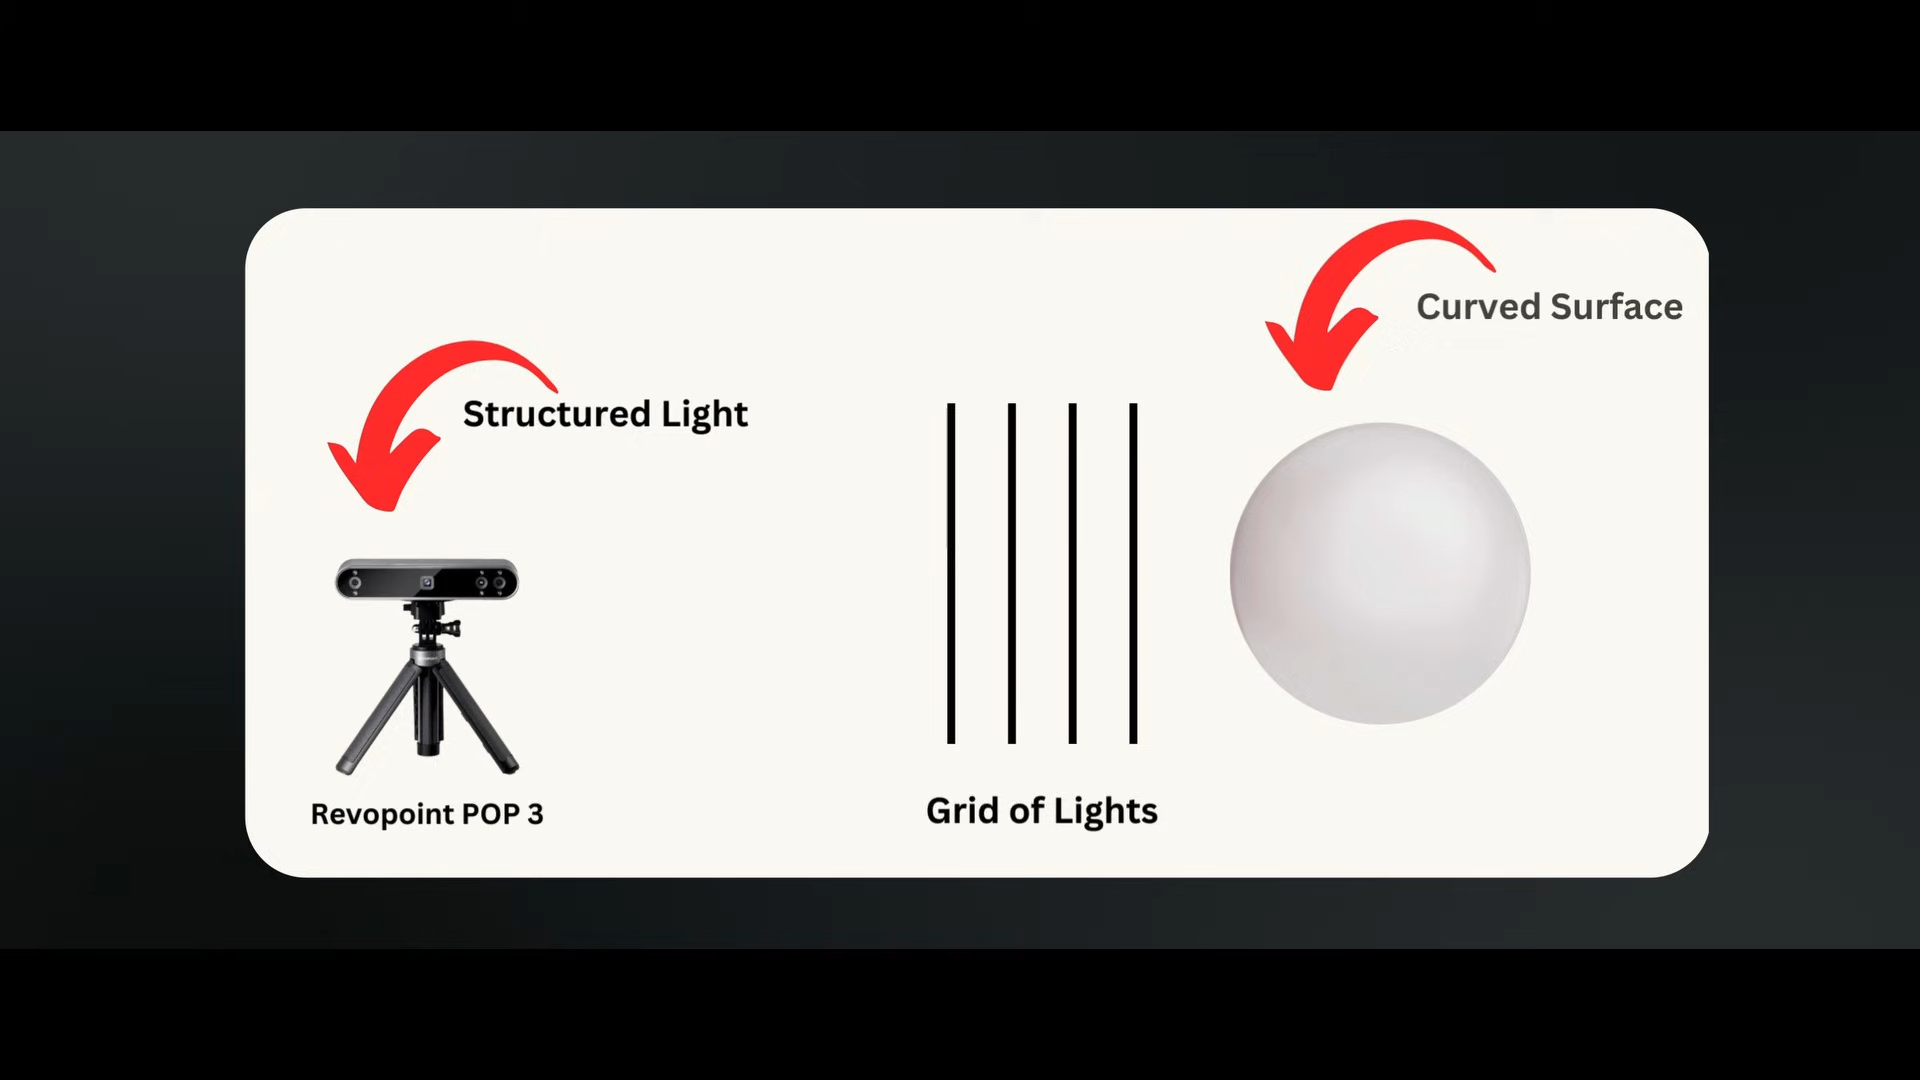 Curved Surface
Structured Light
Revopoint POP 3
Grid of Lights